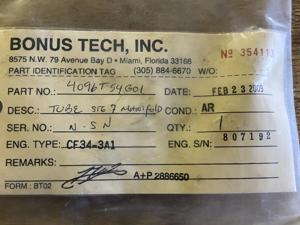 BONUS TECH, INC.
8575 N.W. 79 Avenue Bay D • Miami, Florida 33166
Nº 354113
PART IDENTIFICATION TAG (305) 884-6670 W/O:
PART NO.: 4096T54G01 DATE: FEB 23 2009
DESC.: TUBE STG 7 Manifold COND: AR
SER. NO.: N-SN QTY.: 1
ENG. TYPE: CF34-3A1 ENG. S/N: 807192
REMARKS:
A+P 2886650
FORM : BT02